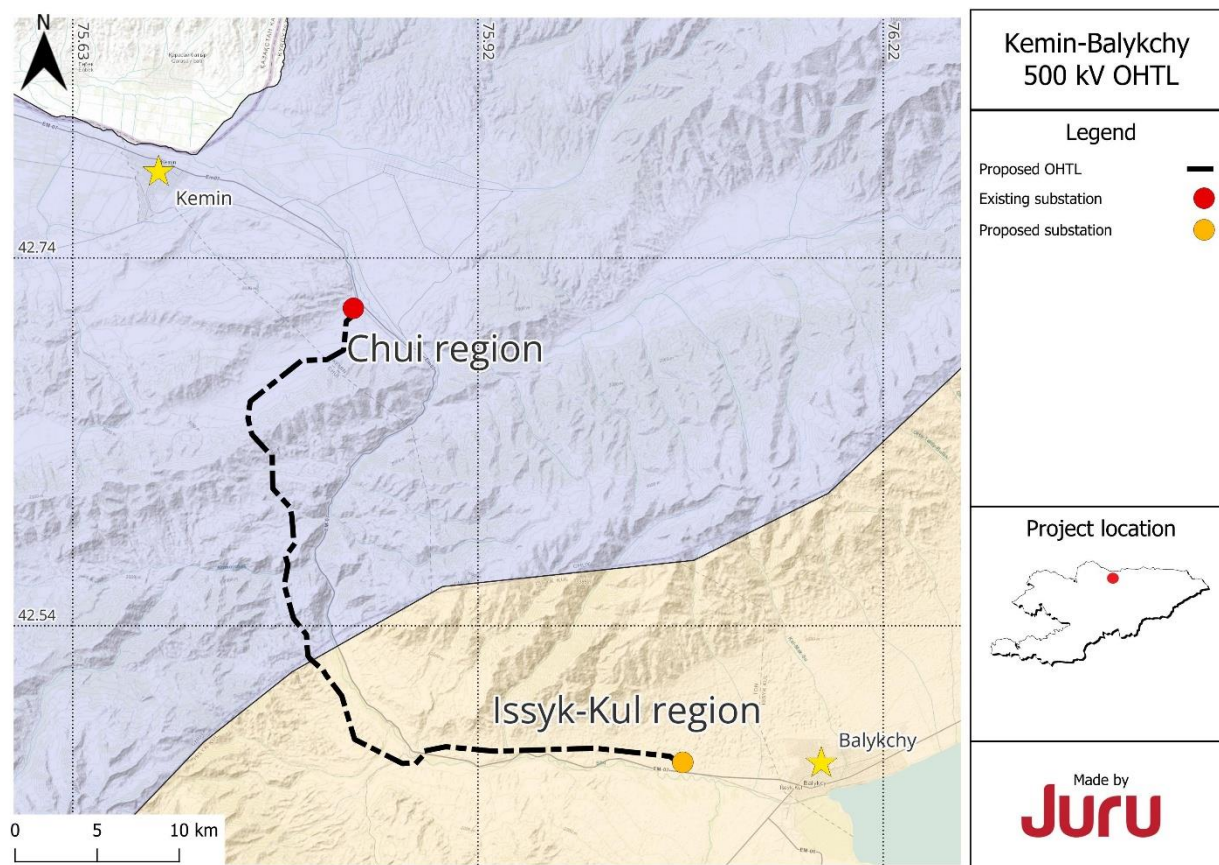 N
75.63
75.92
76.22
Kemin
42.74
Chui region
42.54
Issyk-Kul region
Balykchy
Balykchy
0 5 10 km
Kemin-Balykchy
500 kV OHTL
Legend
Proposed OHTL
Existing substation
Proposed substation
Project location
Made by
Juru